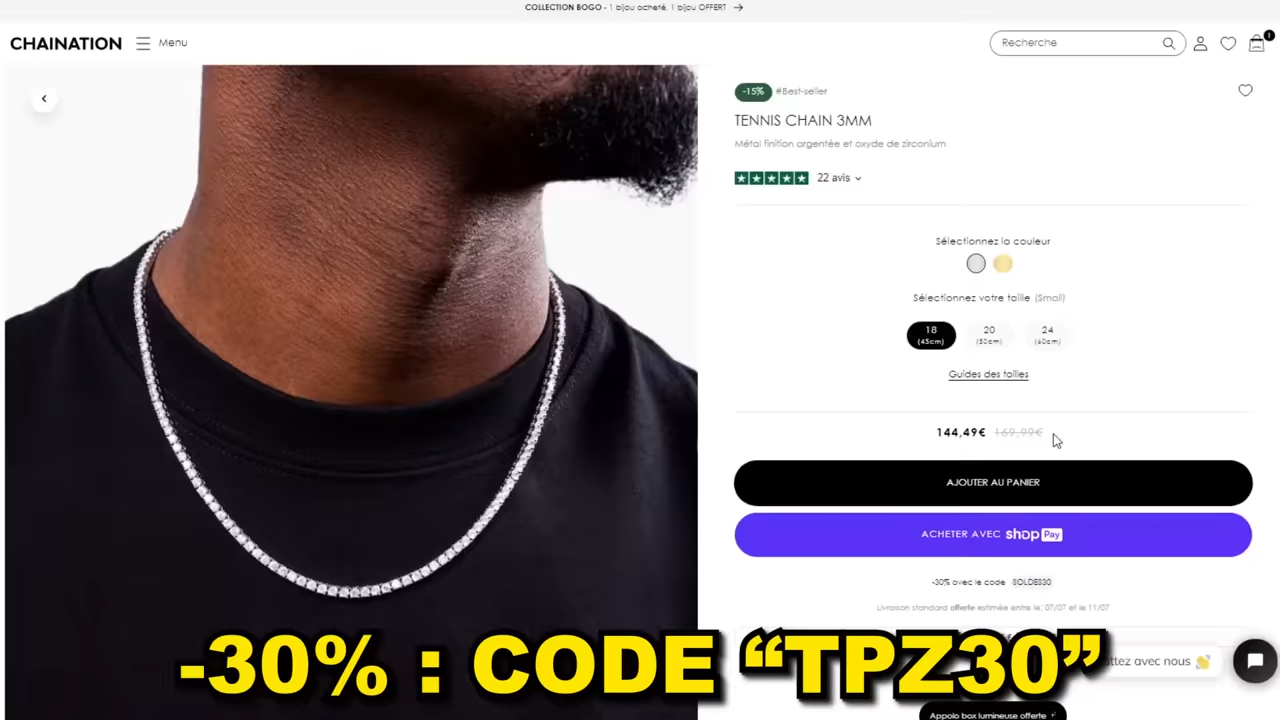 COLLECTION BOGO - 1 bijou acheté, 1 bijou OFFERT →
CHAINATION
Menu
Recherche
1
-15%
#Best-seller
TENNIS CHAIN 3MM
Métal finition argentée et oxyde de zirconium
22 avis
Sélectionnez la couleur
Sélectionnez votre taille (Small)
18
(45cm)
20
(50cm)
24
(60cm)
Guides des tailles
144,49€ 169,99€
AJOUTER AU PANIER
ACHETER AVEC shop Pay
-30% avec le code SOLDES30
Livraison standard offerte estimée entre le: 07/07 et le 11/07
-30% : CODE “TPZ30”
avec nous 👋
Appolo box lumineuse offerte